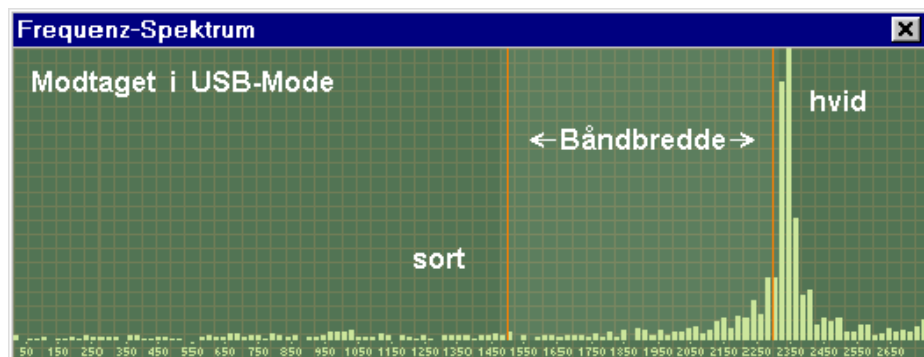 Frequenz-Spektrum
Modtaget i USB-Mode
hvid
←Båndbredde→
sort
50 150 250 350 450 550 650 750 850 950 1050 1150 1250 1350 1450 1550 1650 1750 1850 1950 2050 2150 2250 2350 2450 2550 2650